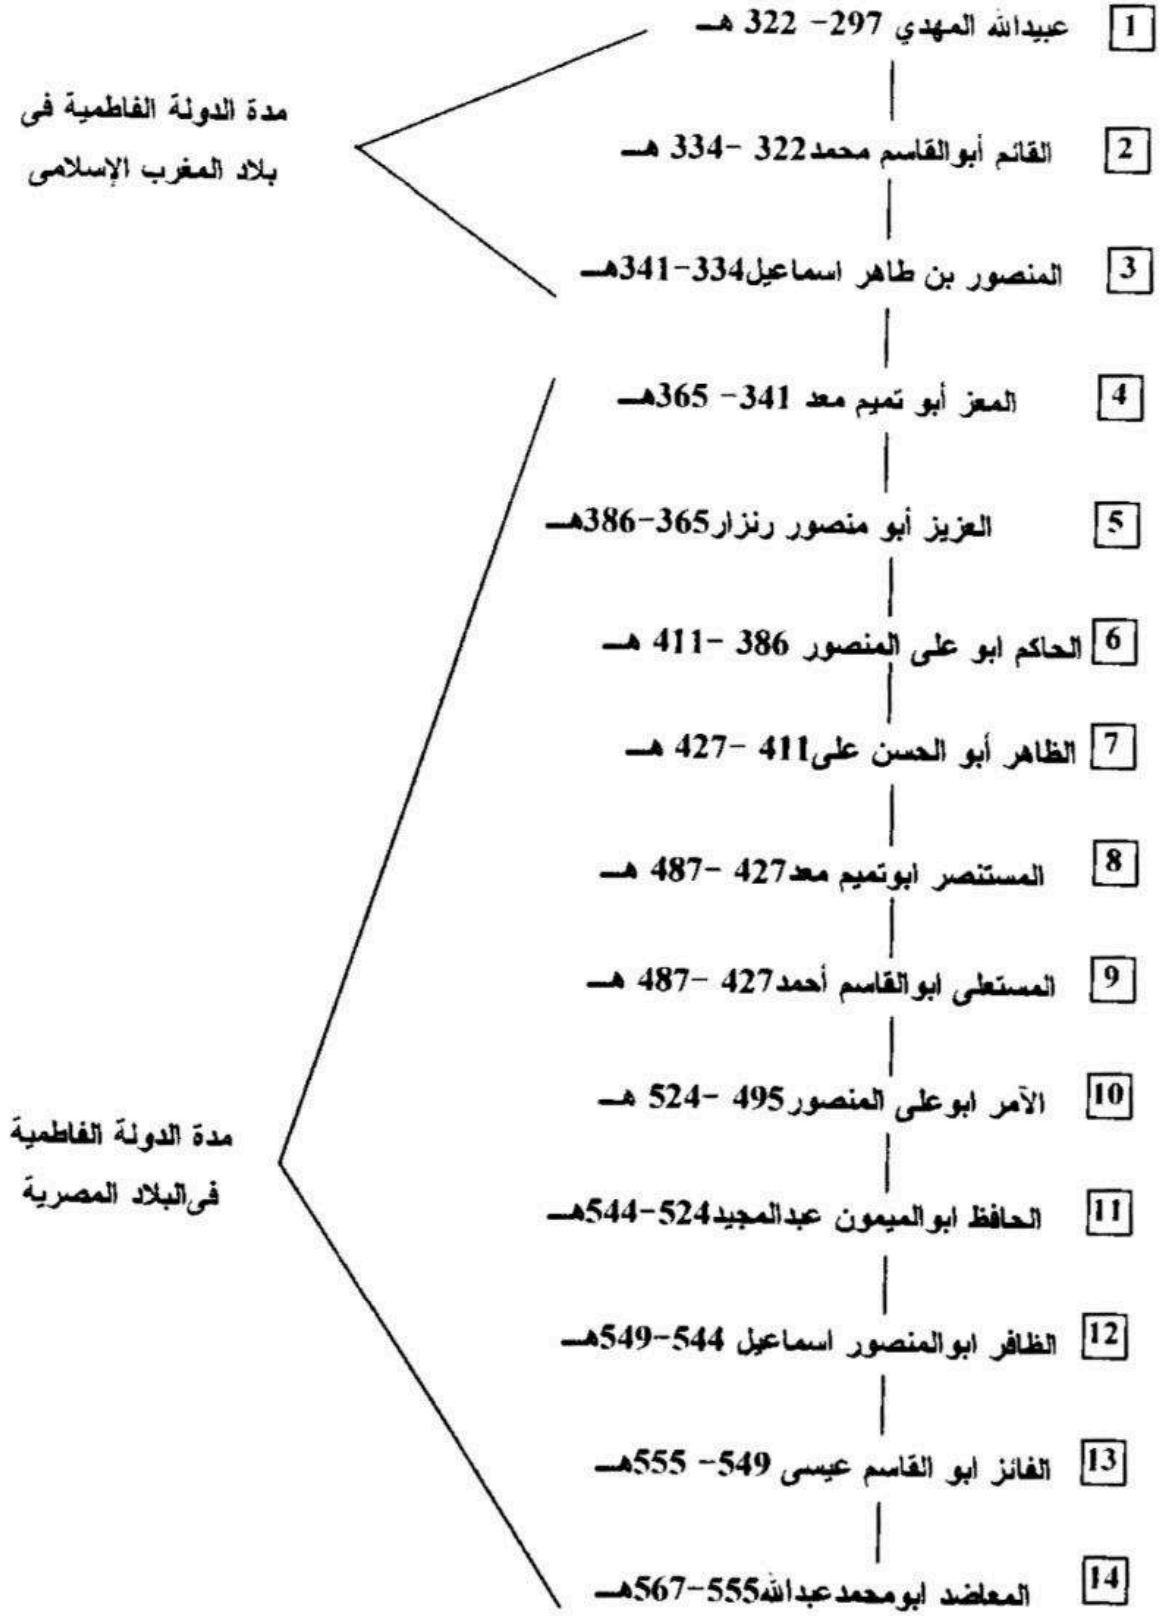 1 عبيدالله المهدي 297- 322 هـ
2 القائم أبوالقاسم محمد322 -334 هـ
3 المنصور بن طاهر اسماعيل334-341هـ
4 المعز أبو تميم معد 341- 365هـ
5 العزيز أبو منصور رنزار365-386هـ
6 الحاكم ابو على المنصور 386 -411 هـ
7 الظاهر أبو الحسن على411 -427 هـ
8 المستنصر ابوتميم معد427 -487 هـ
9 المستعلى ابوالقاسم أحمد427 -487 هـ
10 الآمر ابوعلى المنصور495 -524 هـ
11 الحافظ ابوالميمون عبدالمجيد524-544هـ
12 الظافر ابوالمنصور اسماعيل 544-549هـ
13 الفائز ابو القاسم عيسى 549- 555هـ
14 المعاضد ابومحمدعبدالله555-567هـ
مدة الدولة الفاطمية فى
بلاد المغرب الإسلامى
مدة الدولة الفاطمية
فى البلاد المصرية